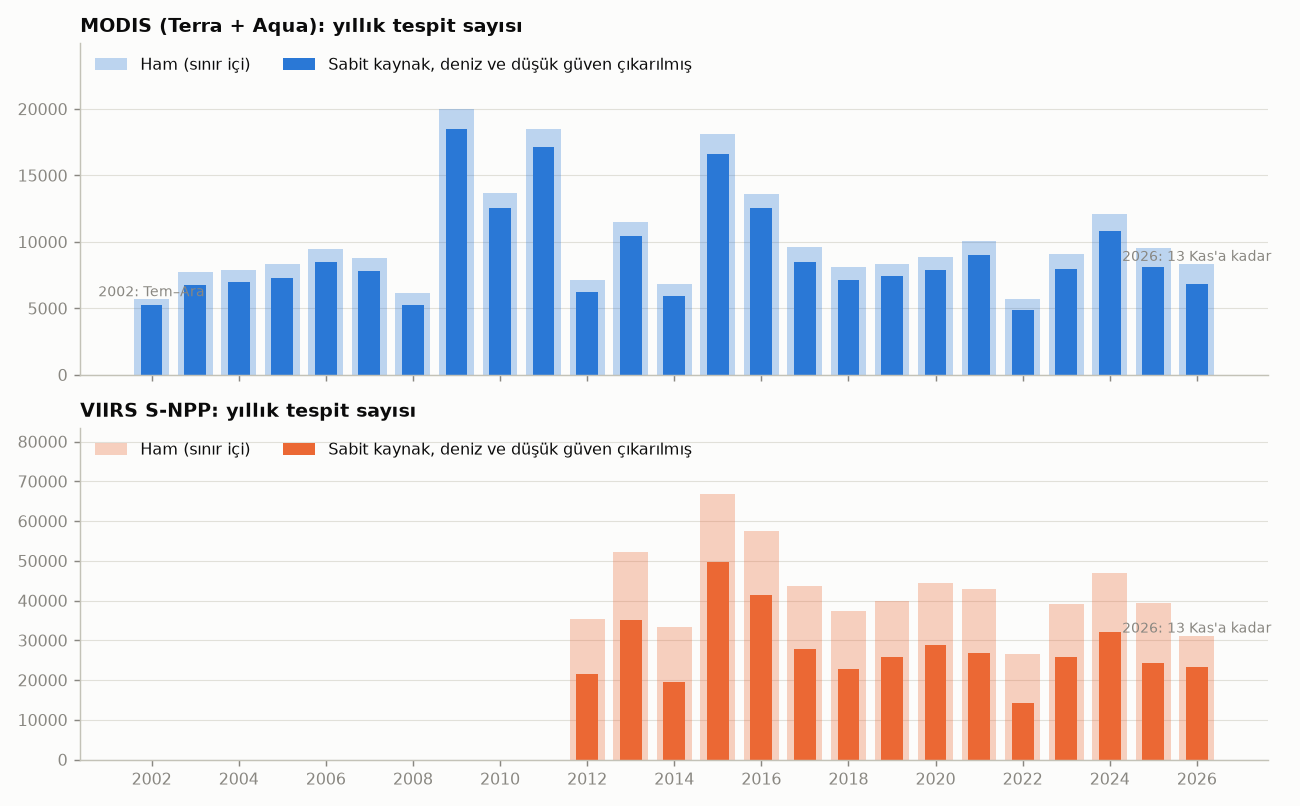 MODIS (Terra + Aqua): yıllık tespit sayısı
Ham (sınır içi) Sabit kaynak, deniz ve düşük güven çıkarılmış
20000
15000
10000
2026: 13 Kas'a kadar
2002: Tem–Ara
5000
0
VIIRS S-NPP: yıllık tespit sayısı
80000
Ham (sınır içi) Sabit kaynak, deniz ve düşük güven çıkarılmış
70000
60000
50000
40000
2026: 13 Kas'a kadar
30000
20000
10000
0
2002 2004 2006 2008 2010 2012 2014 2016 2018 2020 2022 2024 2026